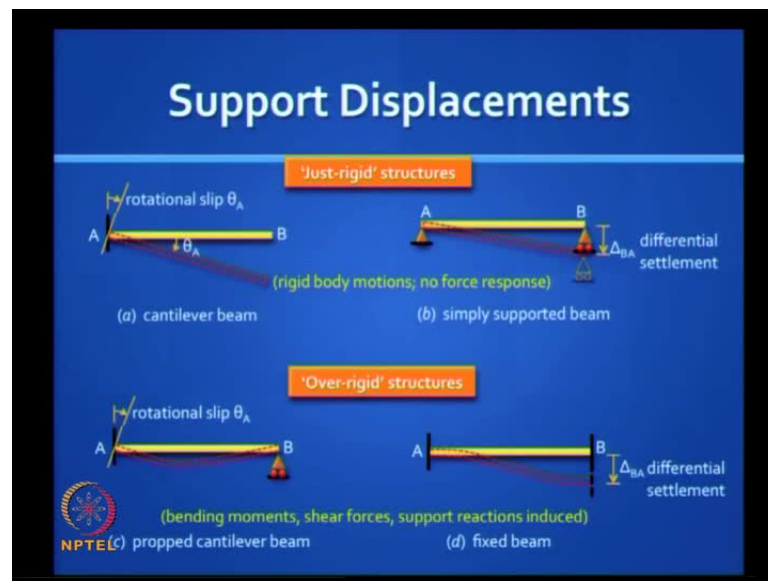 Support Displacements
'Just-rigid' structures
rotational slip θA
A
B
θA
(rigid body motions; no force response)
(a) cantilever beam
A
B
ΔBA differential
settlement
(b) simply supported beam
'Over-rigid' structures
rotational slip θA
A
B
A
B
ΔBA differential
settlement
(bending moments, shear forces, support reactions induced)
NPTEL
(c) propped cantilever beam
(d) fixed beam